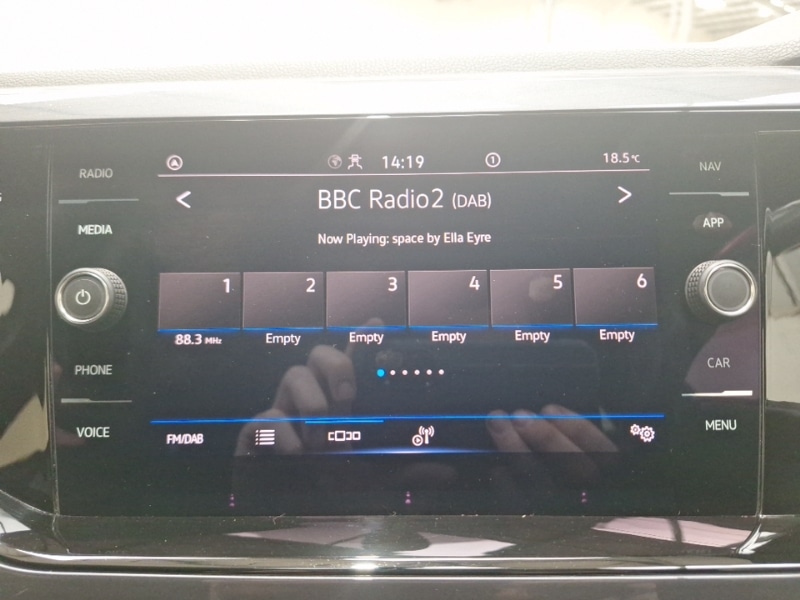 RADIO
MEDIA
PHONE
VOICE
14:19
1
18.5°C
BBC Radio2 (DAB)
Now Playing: space by Ella Eyre
1 2 3 4 5 6
88.3 MHz Empty Empty Empty Empty Empty
FM/DAB
NAV
APP
CAR
MENU